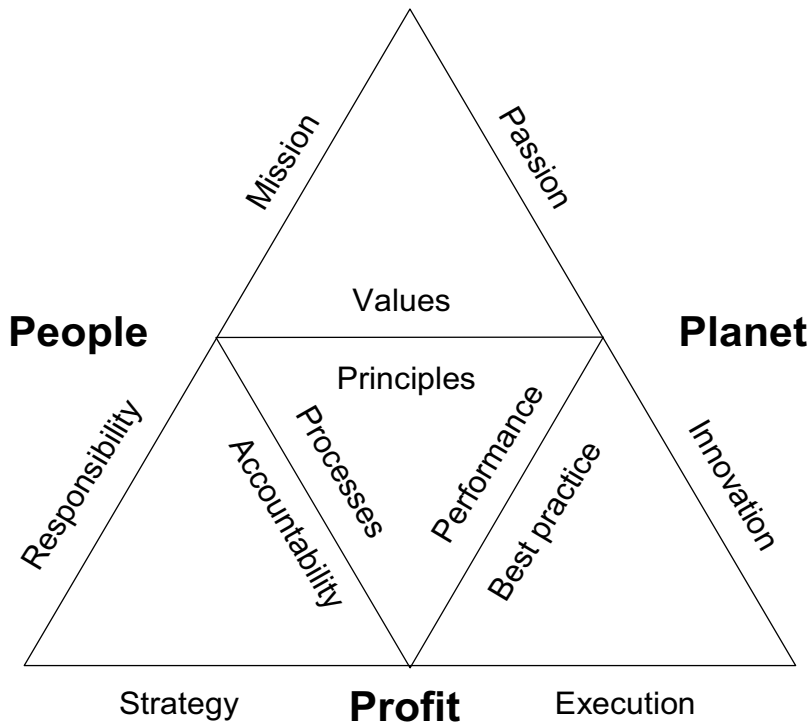 Mission
Passion
Values
People
Planet
Principles
Responsibility
Accountability
Processes
Performance
Best practice
Innovation
Strategy
Profit
Execution